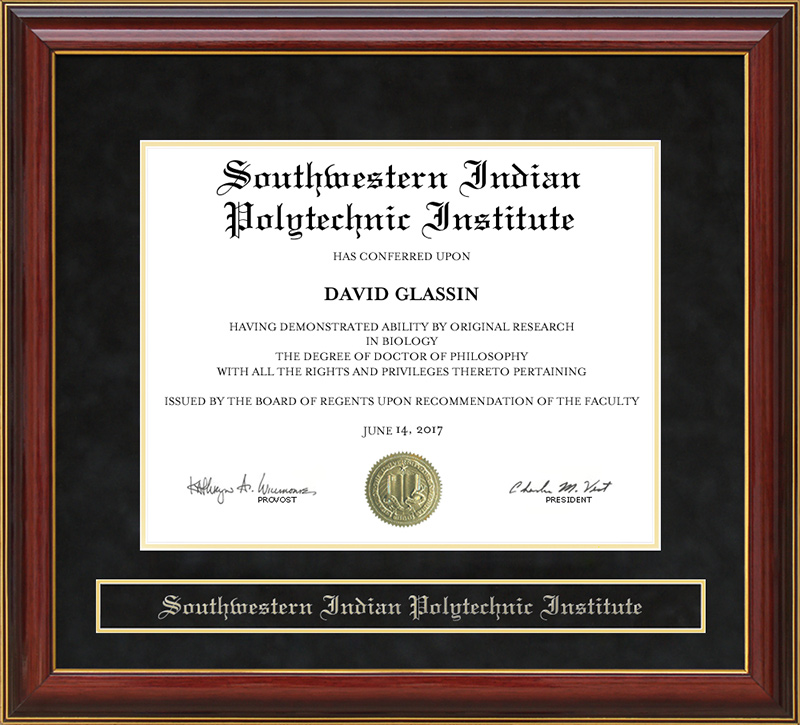 Southwestern Indian
Polytechnic Institute
HAS CONFERRED UPON
DAVID GLASSIN
HAVING DEMONSTRATED ABILITY BY ORIGINAL RESEARCH
IN BIOLOGY
THE DEGREE OF DOCTOR OF PHILOSOPHY
WITH ALL THE RIGHTS AND PRIVILEGES THERETO PERTAINING
ISSUED BY THE BOARD OF REGENTS UPON RECOMMENDATION OF THE FACULTY
JUNE 14, 2017
Charles M. Vest
PROVOST
PRESIDENT
Southwestern Indian Polytechnic Institute